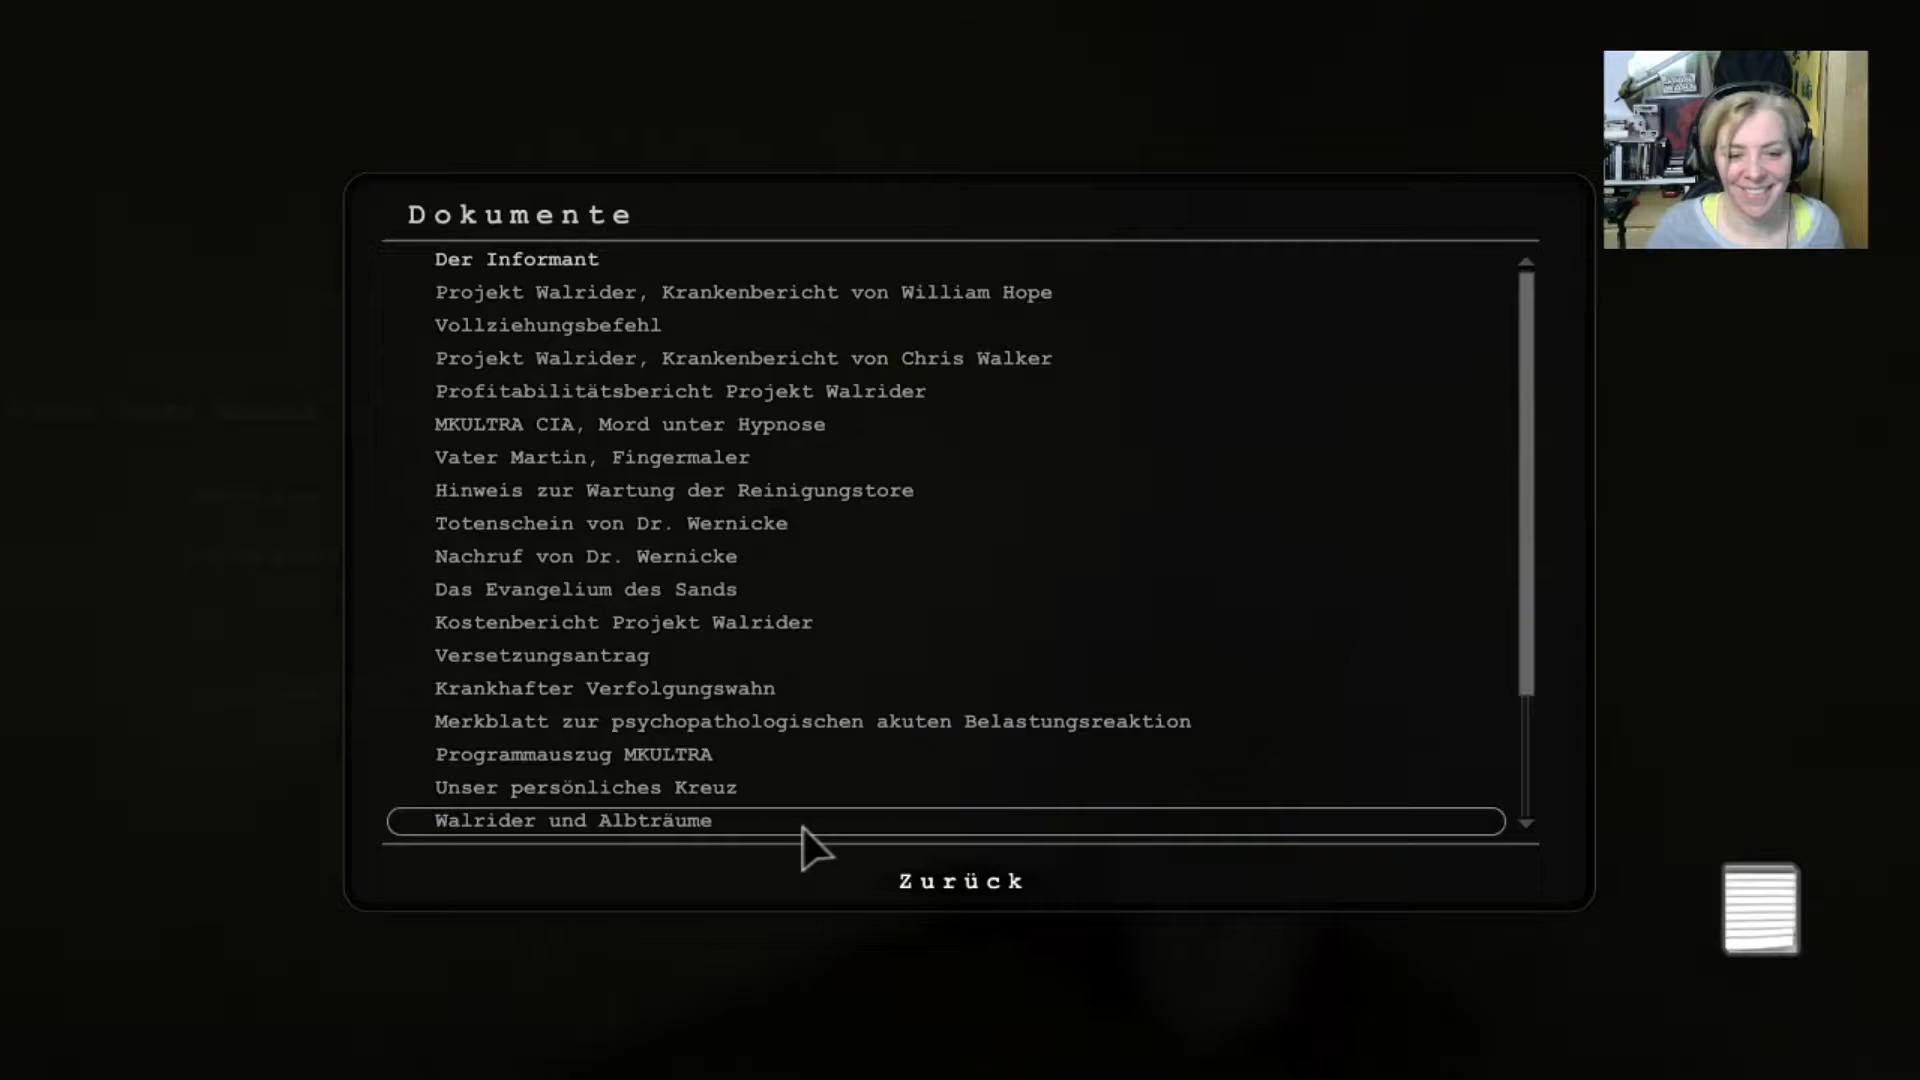 Dokumente
Der Informant
Projekt Walrider, Krankenbericht von William Hope
Vollziehungsbefehl
Projekt Walrider, Krankenbericht von Chris Walker
Profitabilitätsbericht Projekt Walrider
MKULTRA CIA, Mord unter Hypnose
Vater Martin, Fingermaler
Hinweis zur Wartung der Reinigungstore
Totenschein von Dr. Wernicke
Nachruf von Dr. Wernicke
Das Evangelium des Sands
Kostenbericht Projekt Walrider
Versetzungsantrag
Krankhafter Verfolgungswahn
Merkblatt zur psychopathologischen akuten Belastungsreaktion
Programmauszug MKULTRA
Unser persönliches Kreuz
Walrider und Albträume
Zurück